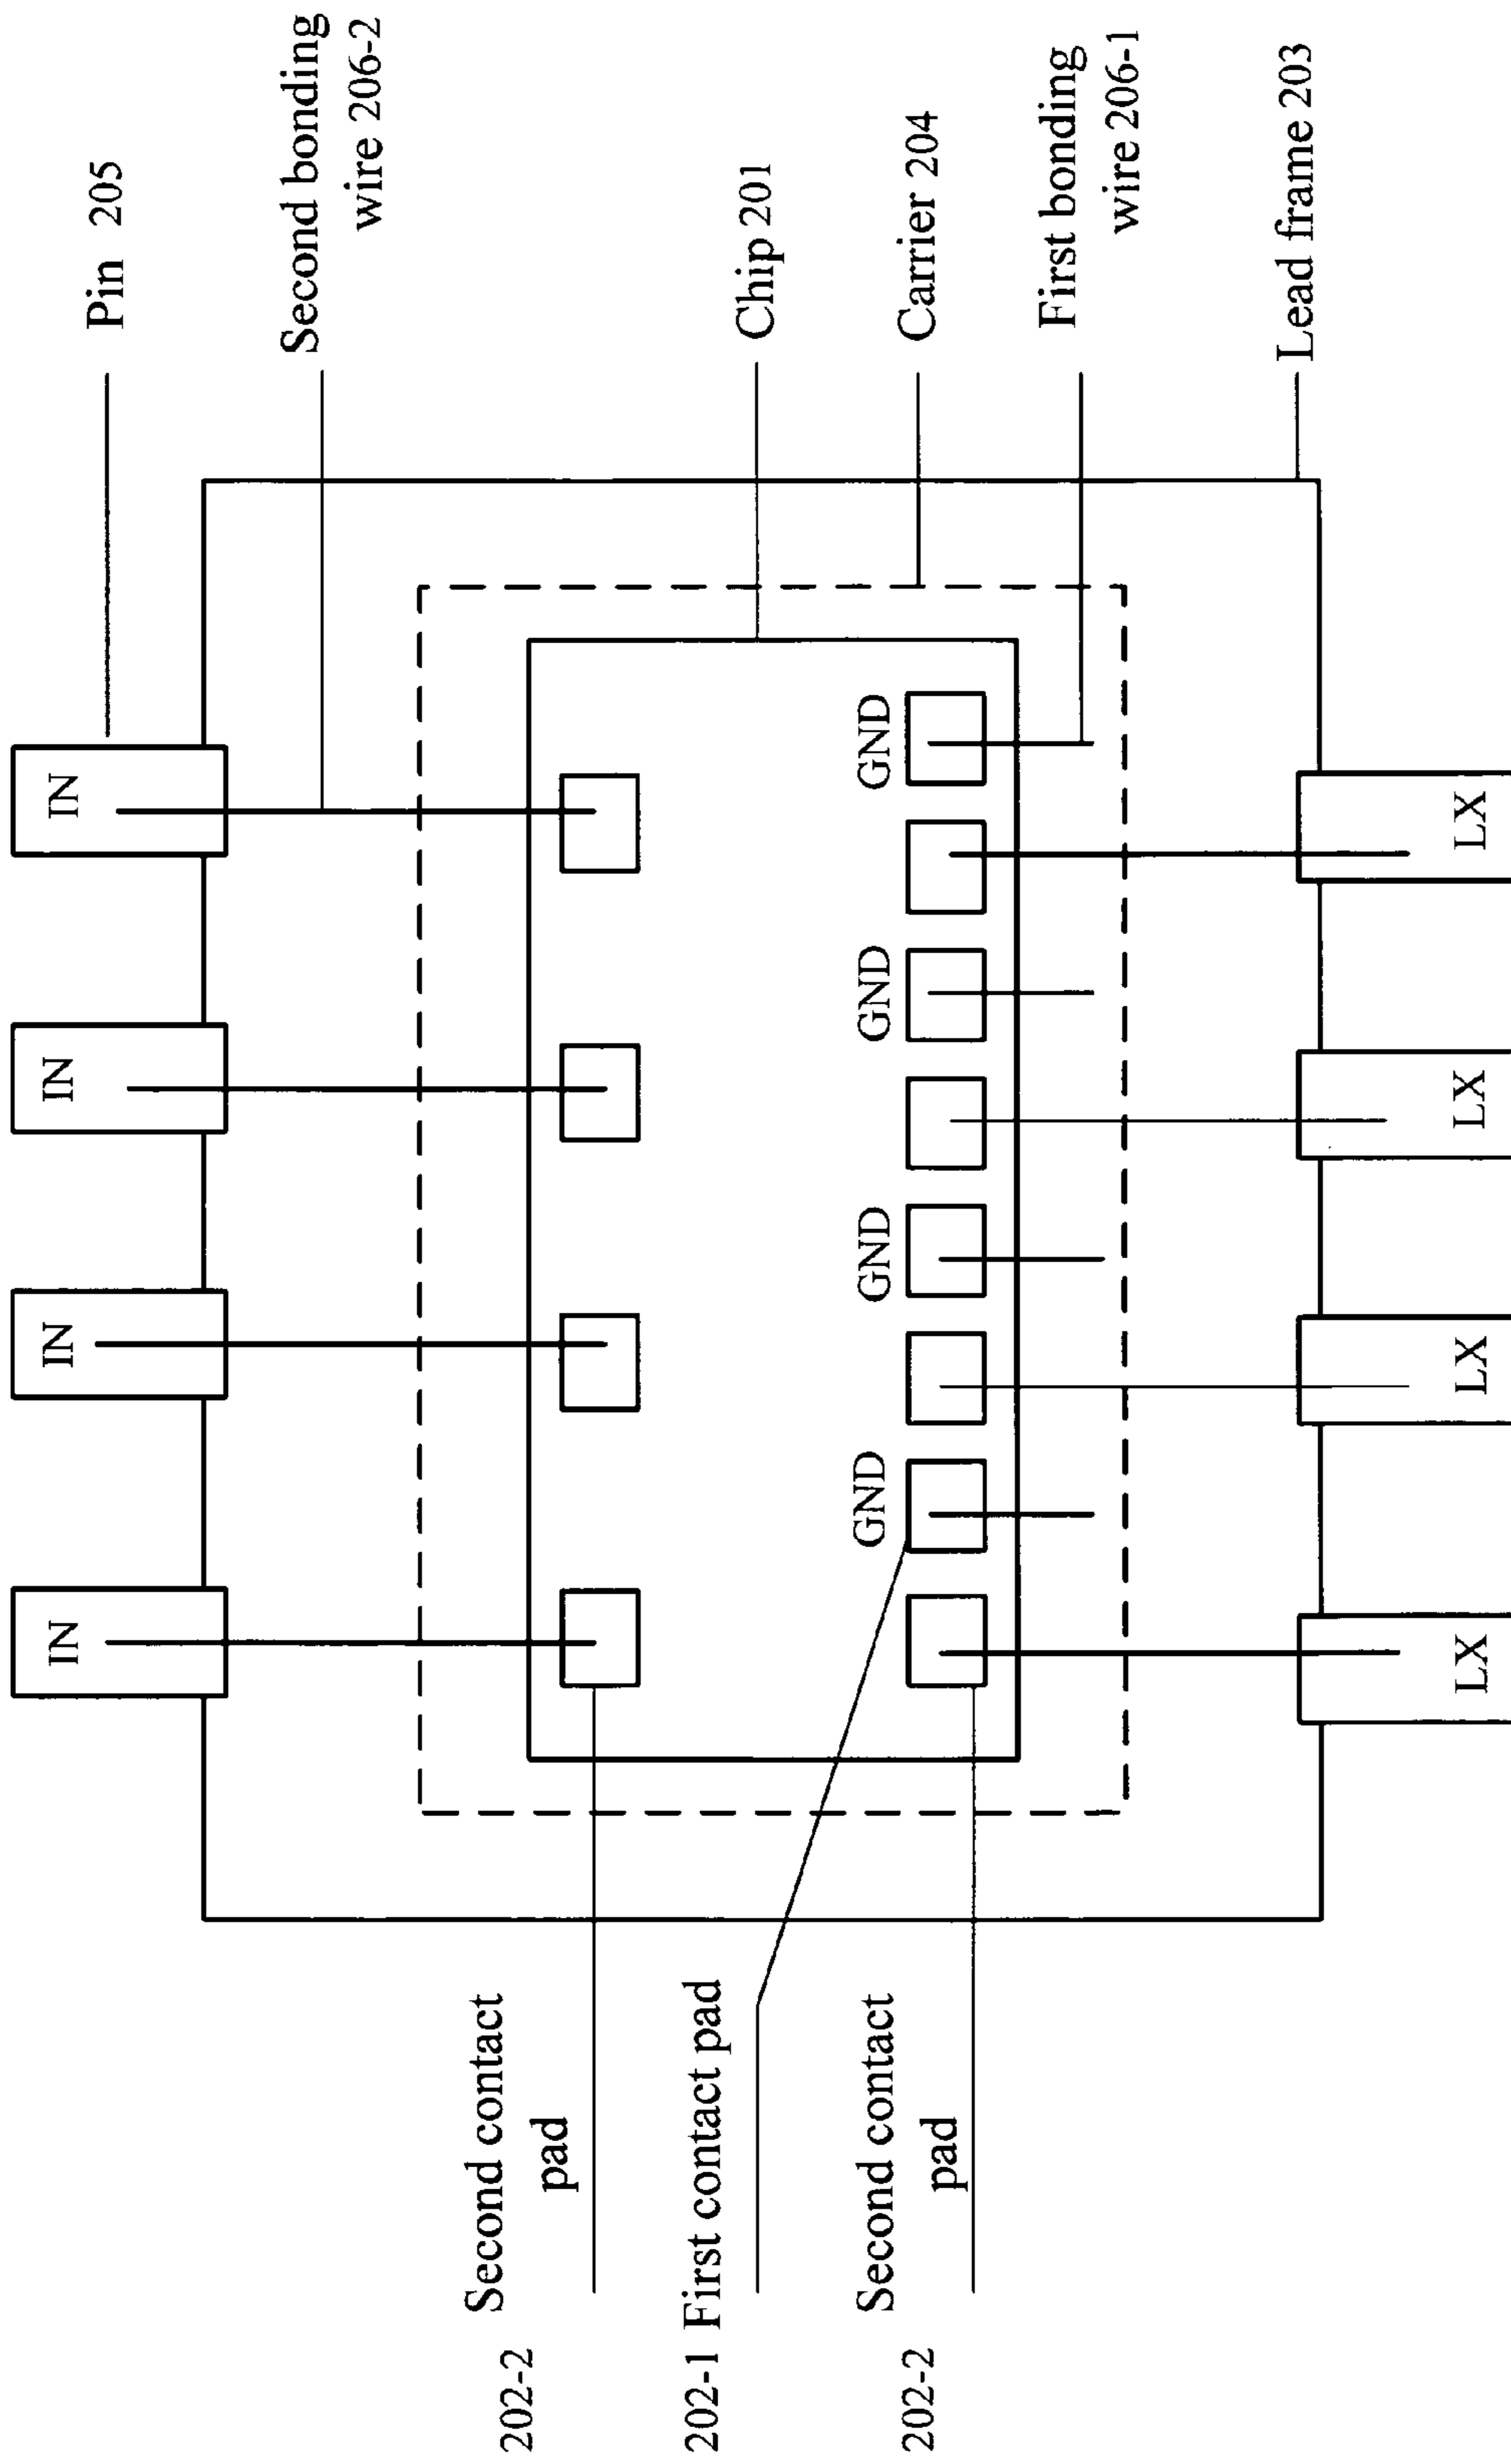 IN
IN
IN
IN
Pin 205
Second bonding
wire 206-2
Second contact
pad
202-2
202-1 First contact pad
Chip 201
GND
GND
GND
GND
Second contact
pad
202-2
Carrier 204
First bonding
wire 206-1
Lead frame 203
LX
LX
LX
LX